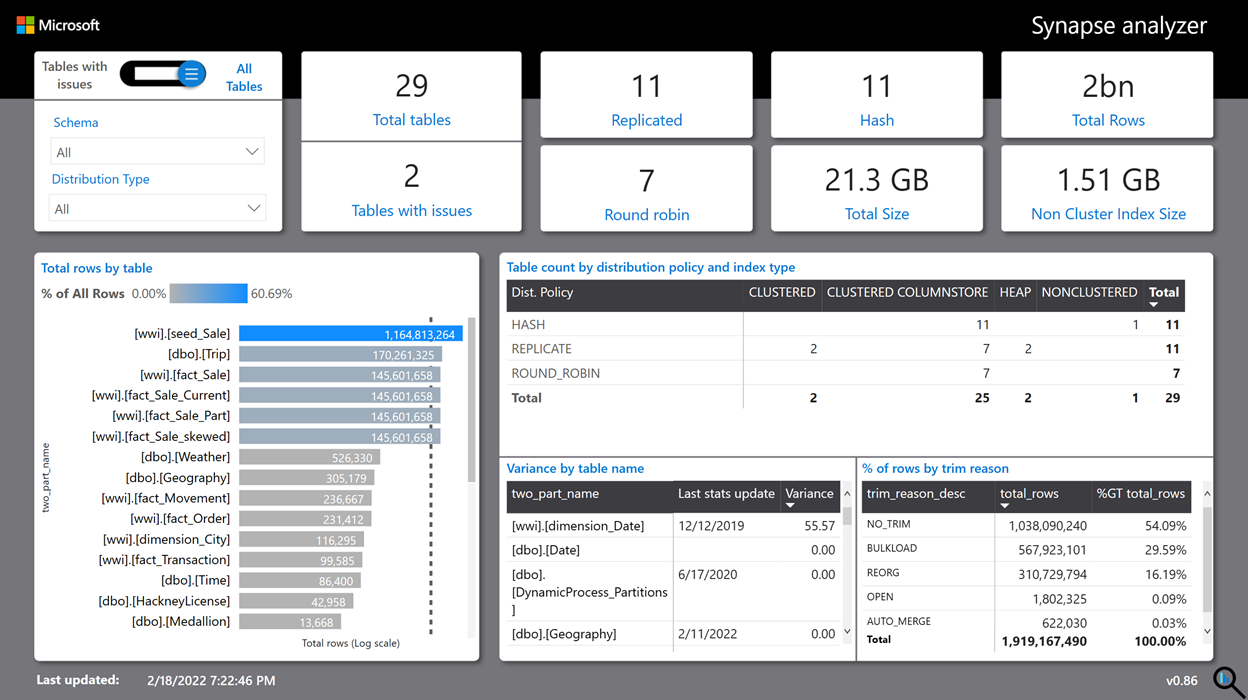 Microsoft
Synapse analyzer
Tables with
issues
All
Tables
Schema
All
Distribution Type
All
29
Total tables
2
Tables with issues
11
Replicated
7
Round robin
11
Hash
21.3 GB
Total Size
2bn
Total Rows
1.51 GB
Non Cluster Index Size
Total rows by table
% of All Rows 0.00% 60.69%
two_part_name
[wwi].[seed_Sale] 1,164,813,264
[dbo].[Trip] 170,261,325
[wwi].[fact_Sale] 145,601,658
[wwi].[fact_Sale_Current] 145,601,658
[wwi].[fact_Sale_Part] 145,601,658
[wwi].[fact_Sale_skewed] 145,601,658
[dbo].[Weather] 526,330
[dbo].[Geography] 305,179
[wwi].[fact_Movement] 236,667
[wwi].[fact_Order] 231,412
[wwi].[dimension_City] 116,295
[wwi].[fact_Transaction] 99,585
[dbo].[Time] 86,400
[dbo].[HackneyLicense] 42,958
[dbo].[Medallion] 13,668
Total rows (Log scale)
Table count by distribution policy and index type
Dist. Policy CLUSTERED CLUSTERED COLUMNSTORE HEAP NONCLUSTERED Total
HASH 11 1 11
REPLICATE 2 7 2 11
ROUND_ROBIN 7 7
Total 2 25 2 1 29
Variance by table name
two_part_name Last stats update Variance
[wwi].[dimension_Date] 12/12/2019 55.57
[dbo].[Date] 0.00
[dbo]. 6/17/2020 0.00
[DynamicProcess_Partitions
]
[dbo].[Geography] 2/11/2022 0.00
% of rows by trim reason
trim_reason_desc total_rows %GT total_rows
NO_TRIM 1,038,090,240 54.09%
BULKLOAD 567,923,101 29.59%
REORG 310,729,794 16.19%
OPEN 1,802,325 0.09%
AUTO_MERGE 622,030 0.03%
Total 1,919,167,490 100.00%
Last updated: 2/18/2022 7:22:46 PM
v0.86